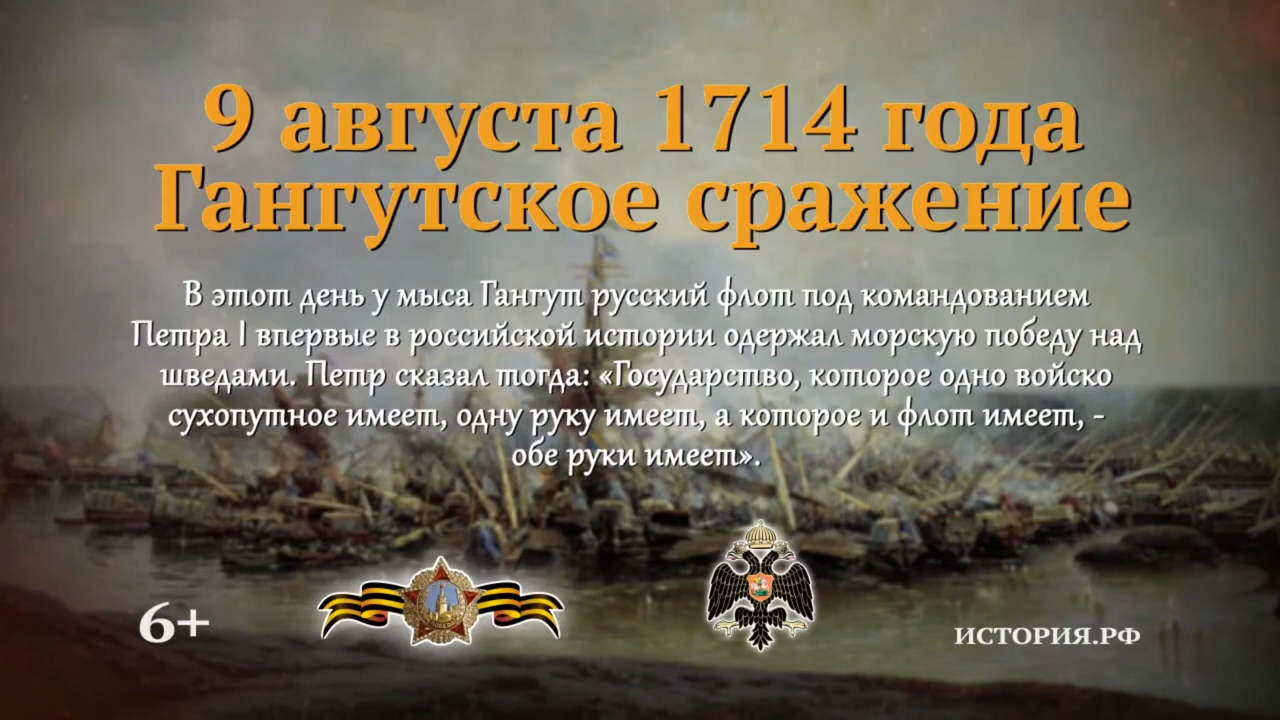 9 августа 1714 года
Гангутское сражение
В этот день у мыса Гангут русский флот под командованием
Петра I впервые в российской истории одержал морскую победу над
шведами. Петр сказал тогда: «Государство, которое одно войско
сухопутное имеет, одну руку имеет, а которое и флот имеет, -
обе руки имеет».
6+
ИСТОРИЯ.РФ